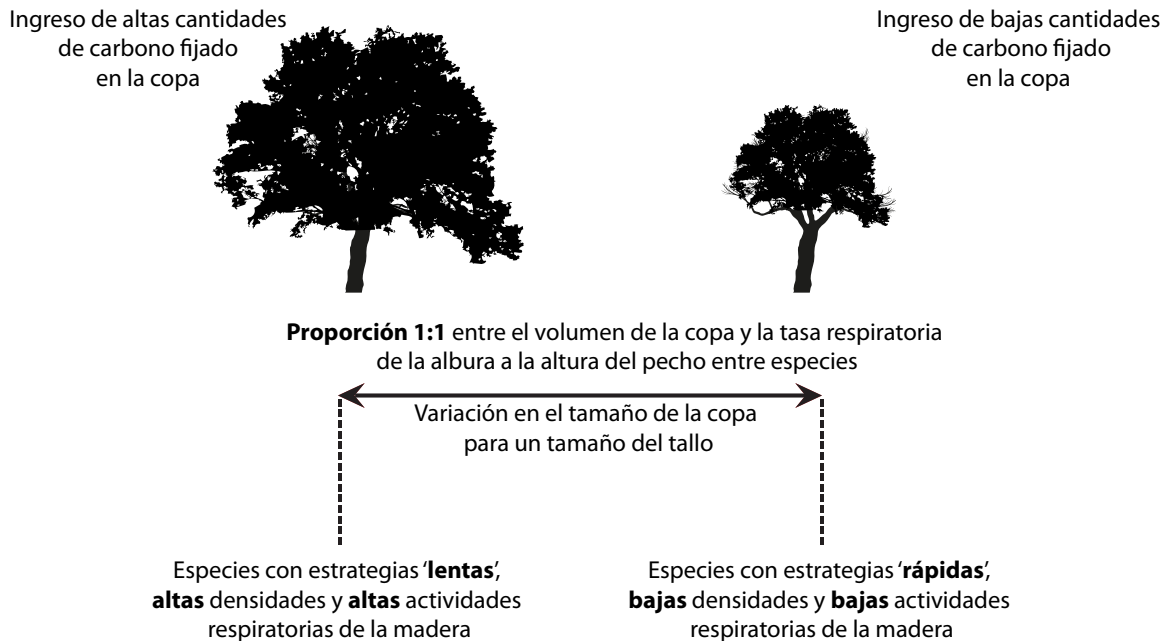 Ingreso de altas cantidades
de carbono fijado
en la copa
Ingreso de bajas cantidades
de carbono fijado
en la copa
Proporción 1:1 entre el volumen de la copa y la tasa respiratoria
de la albura a la altura del pecho entre especies
Variación en el tamaño de la copa
para un tamaño del tallo
Especies con estrategias ‘lentas’,
altas densidades y altas actividades
respiratorias de la madera
Especies con estrategias ‘rápidas’,
bajas densidades y bajas actividades
respiratorias de la madera